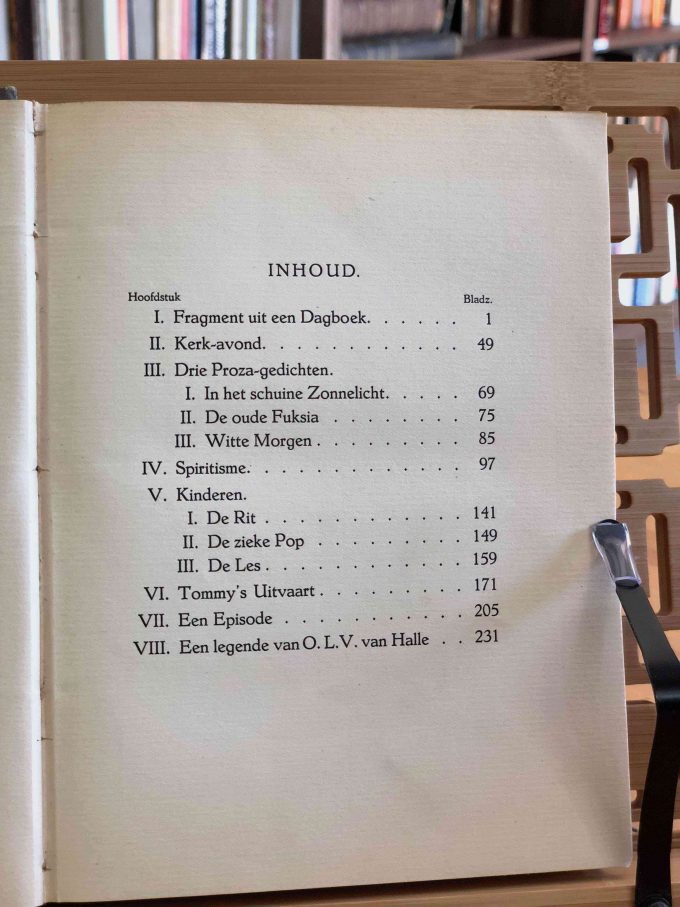 INHOUD.
Hoofdstuk Bladz.
I. Fragment uit een Dagboek. . . . . . 1
II. Kerk-avond. . . . . . . . . . . . 49
III. Drie Proza-gedichten.
I. In het schuine Zonnelicht. . . . . 69
II. De oude Fuksia . . . . . . . . 75
III. Witte Morgen . . . . . . . . . 85
IV. Spiritisme. . . . . . . . . . . . . 97
V. Kinderen.
I. De Rit . . . . . . . . . . . . 141
II. De zieke Pop . . . . . . . . . 149
III. De Les . . . . . . . . . . . . 159
VI. Tommy's Uitvaart . . . . . . . . . 171
VII. Een Episode . . . . . . . . . . . 205
VIII. Een legende van O. L. V. van Halle . . 231